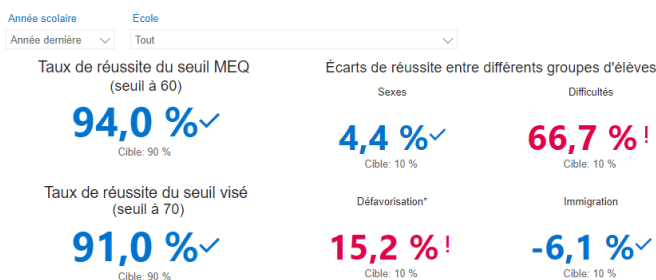 Année scolaire
École
Année dernière
Tout
Taux de réussite du seuil MEQ
(seuil à 60)
94,0 %
Cible: 90 %
Écarts de réussite entre différents groupes d'élèves
Sexes
Difficultés
4,4 %
66,7 % !
Cible: 10 %
Cible: 10 %
Taux de réussite du seuil visé
(seuil à 70)
91,0 %
Cible: 90 %
Défavorisation*
Immigration
15,2 % !
-6,1 %
Cible: 10 %
Cible: 10 %